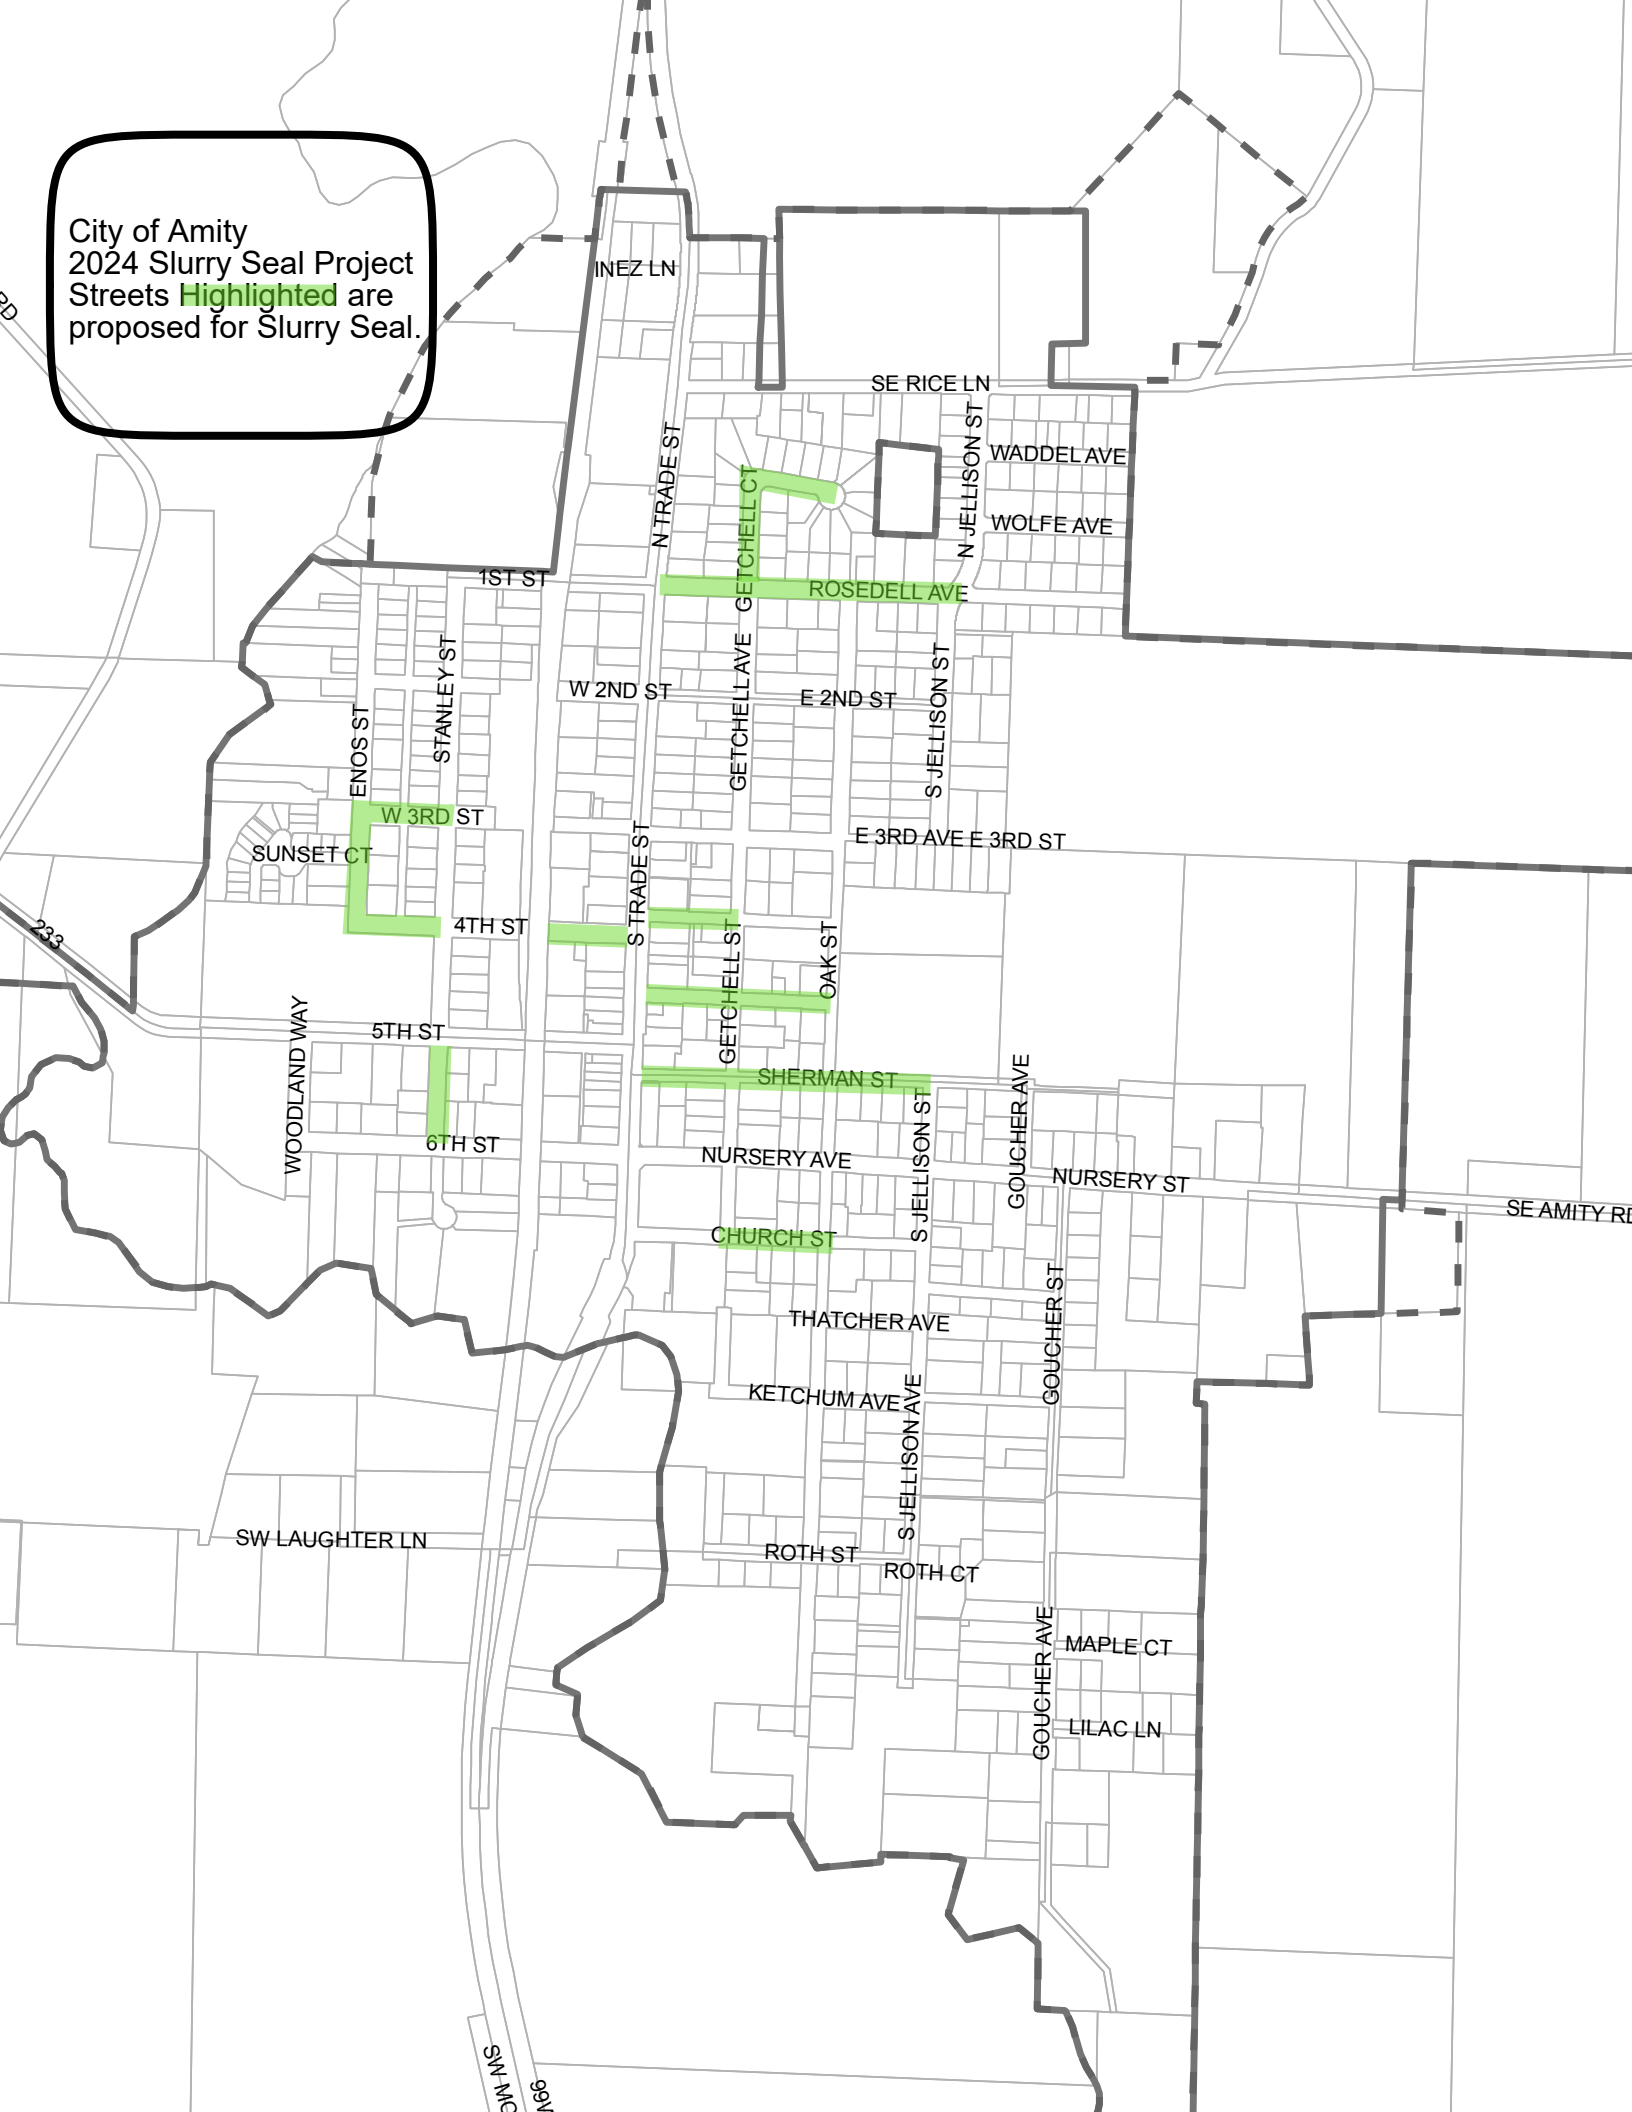 City of Amity
2024 Slurry Seal Project
Streets Highlighted are
proposed for Slurry Seal.
RD
INEZ LN
SE RICE LN
N TRADE ST
N JELLISON ST
WADDEL AVE
WOLFE AVE
GETCHELL CT
1ST ST
ROSEDELL AVE
STANLEY ST
GETCHELL AVE
S JELLISON ST
W 2ND ST
E 2ND ST
ENOS ST
W 3RD ST
E 3RD AVE E 3RD ST
SUNSET CT
S TRADE ST
233
4TH ST
GETCHELL ST
OAK ST
WOODLAND WAY
5TH ST
SHERMAN ST
GOUCHER AVE
S JELLISON ST
6TH ST
NURSERY AVE
NURSERY ST
SE AMITY RD
CHURCH ST
GOUCHER ST
THATCHER AVE
KETCHUM AVE
S JELLISON AVE
SW LAUGHTER LN
ROTH ST
ROTH CT
GOUCHER AVE
MAPLE CT
LILAC LN
SW MC
99W